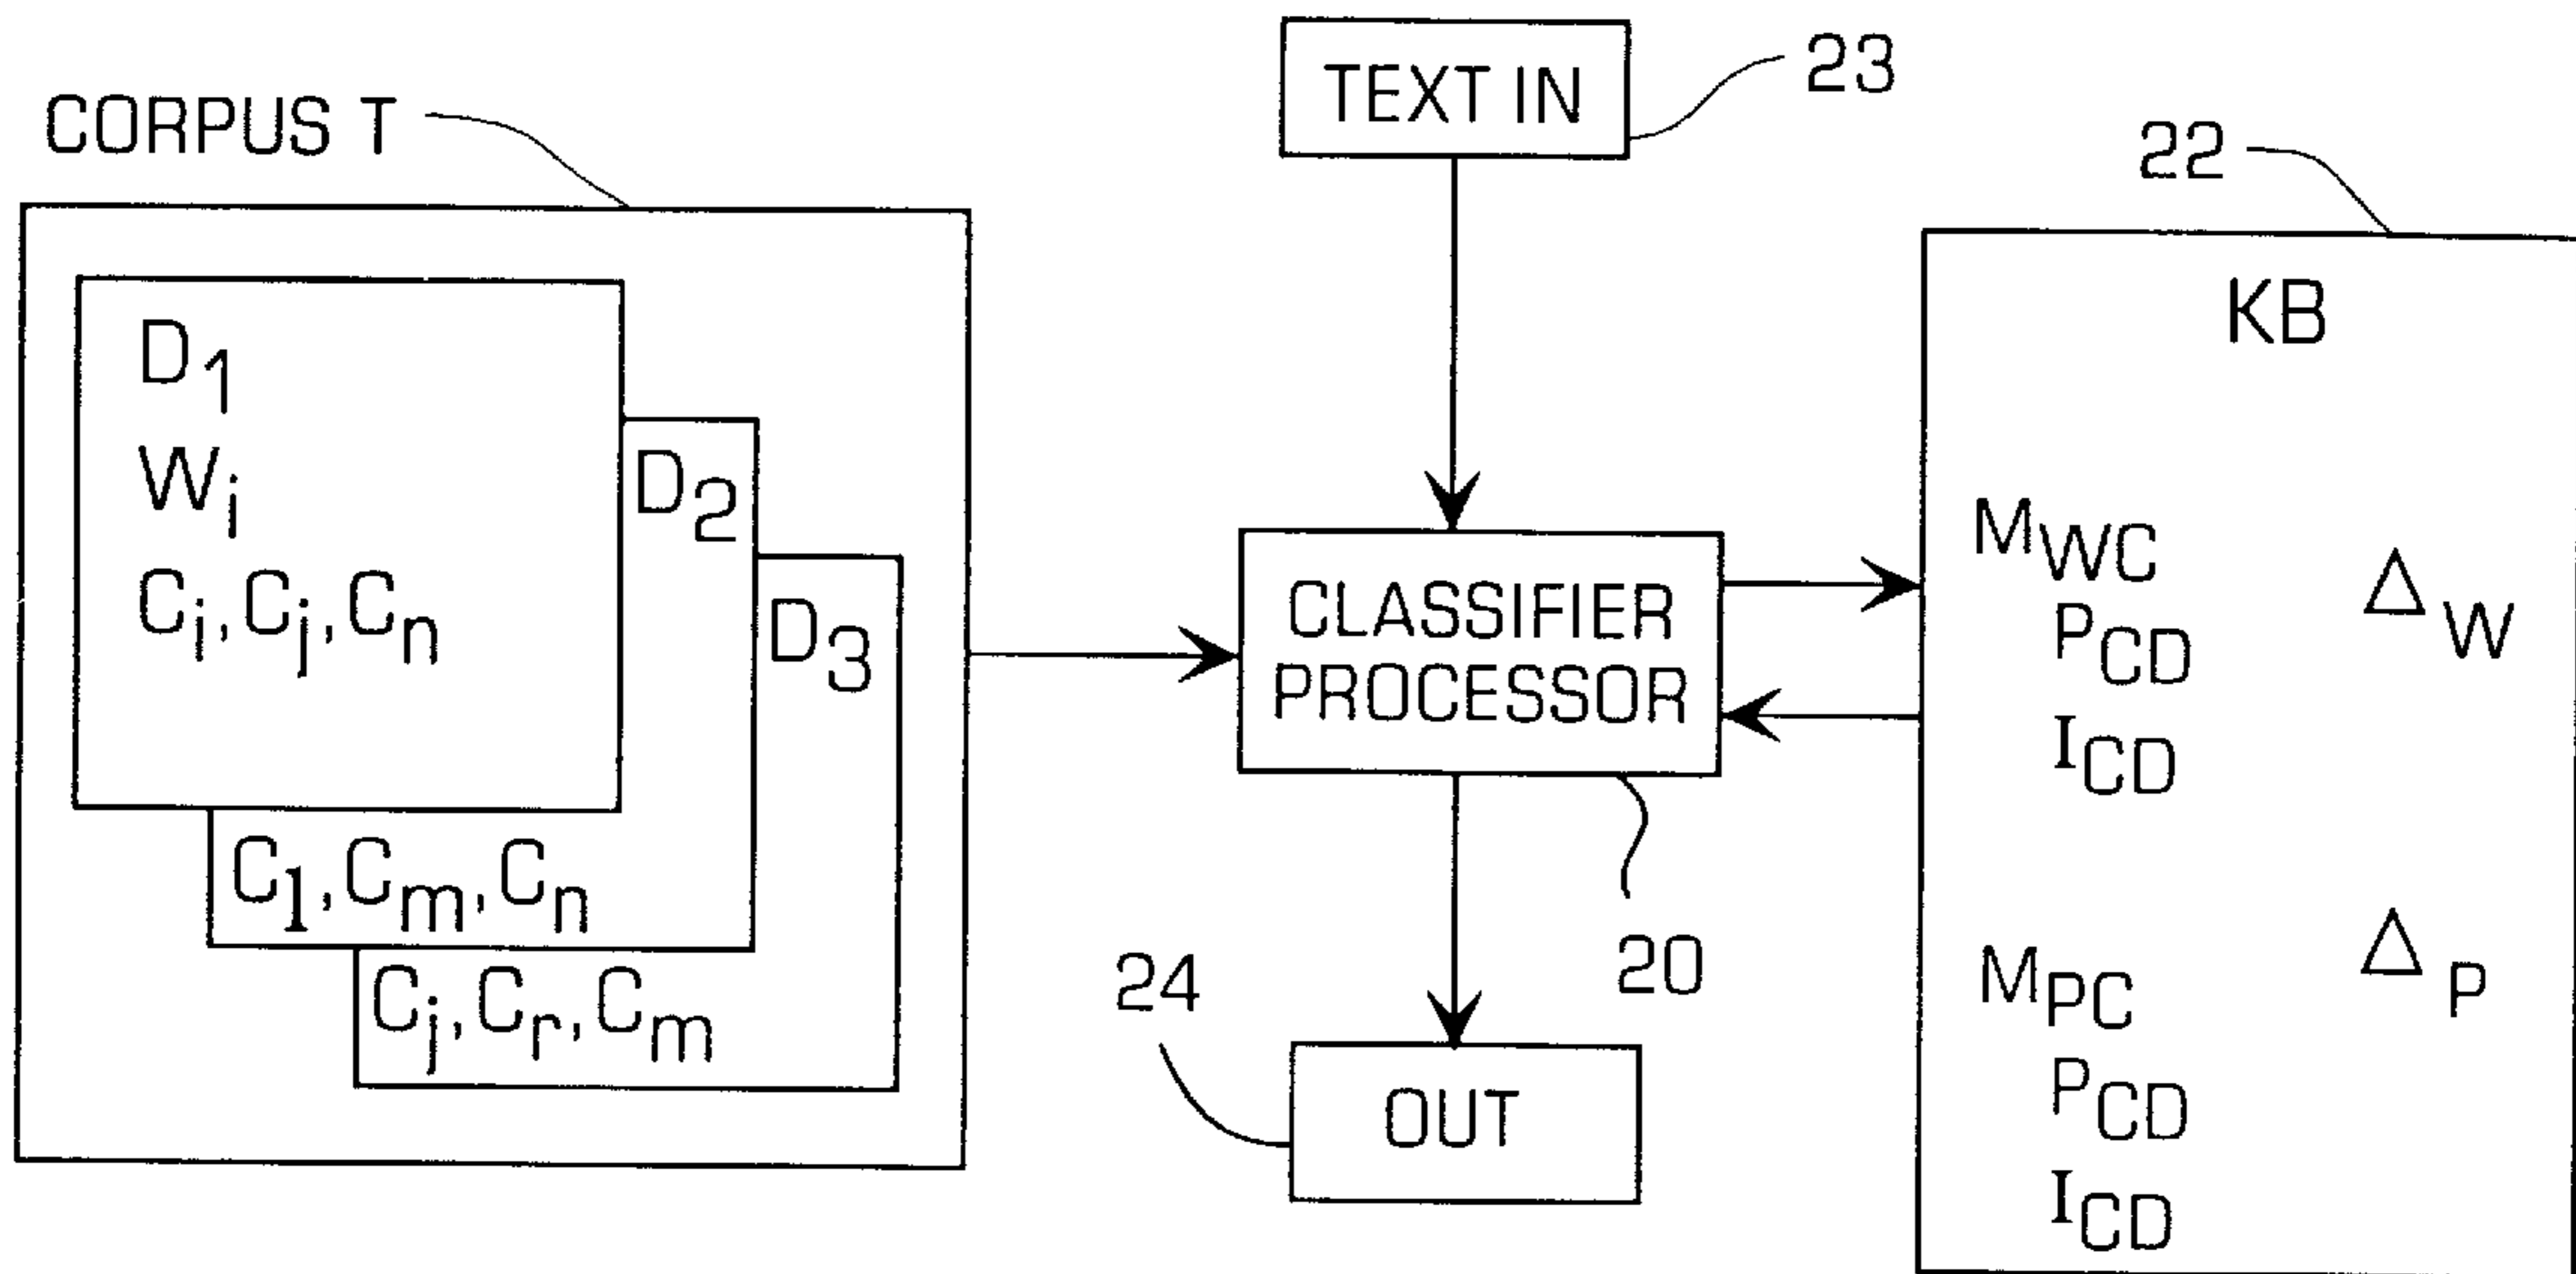 CORPUS T
D1
Wi
Ci, Cj, Cn
D2
D3
Cl, Cm, Cn
Cj, Cr, Cm
TEXT IN
23
CLASSIFIER
PROCESSOR
20
24
OUT
22
KB
MWC
PCD
ICD
ΔW
MPC
PCD
ICD
ΔP